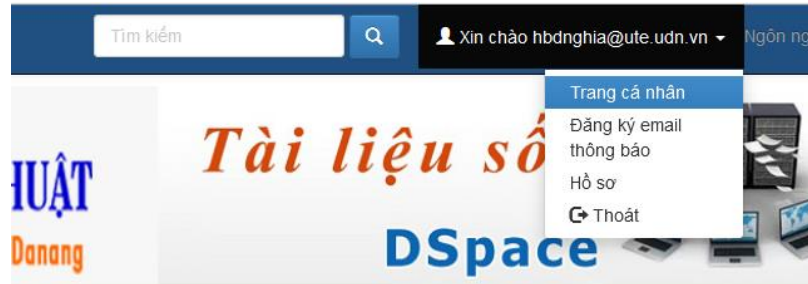 Tìm kiếm
Xin chào hbdnghia@ute.udn.vn
Ngôn ng
Trang cá nhân
Đăng ký email
thông báo
Hồ sơ
Thoát
Tài liệu số
HUẬT
Danang
DSpace